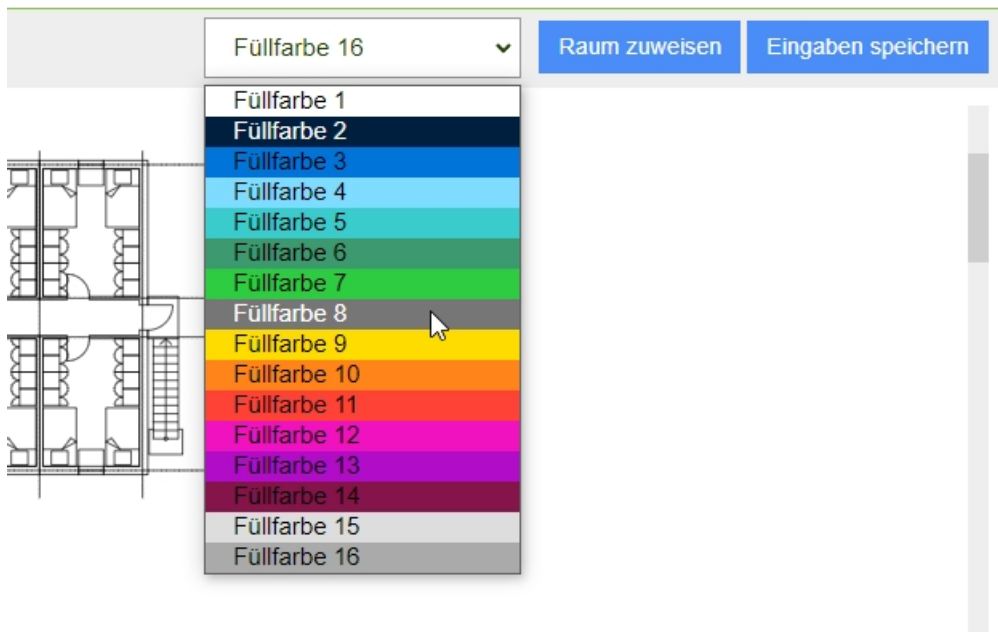 Füllfarbe 16
Raum zuweisen
Eingaben speichern
Füllfarbe 1
Füllfarbe 2
Füllfarbe 3
Füllfarbe 4
Füllfarbe 5
Füllfarbe 6
Füllfarbe 7
Füllfarbe 8
Füllfarbe 9
Füllfarbe 10
Füllfarbe 11
Füllfarbe 12
Füllfarbe 13
Füllfarbe 14
Füllfarbe 15
Füllfarbe 16